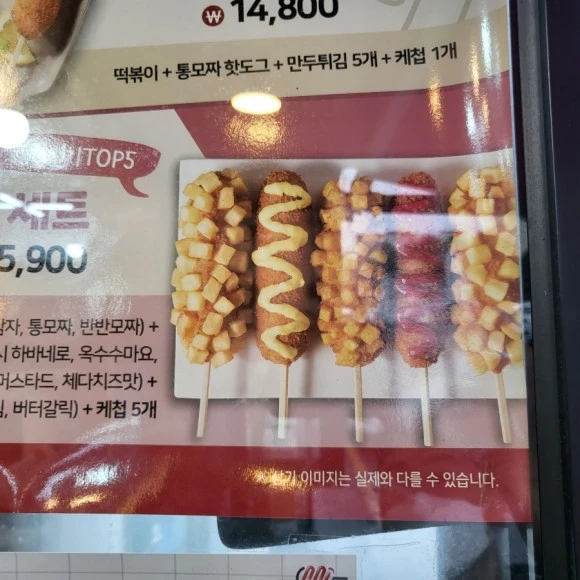 ₩ 14,800
떡볶이 + 통모짜 핫도그 + 만두튀김 5개 + 케첩 1개
TOP5
세트
5,900
통모짜, 반반모짜) +
하바네로, 옥수수마요,
머스타드, 체다치즈맛) +
버터갈릭) + 케첩 5개
이미지는 실제와 다를 수 있습니다.